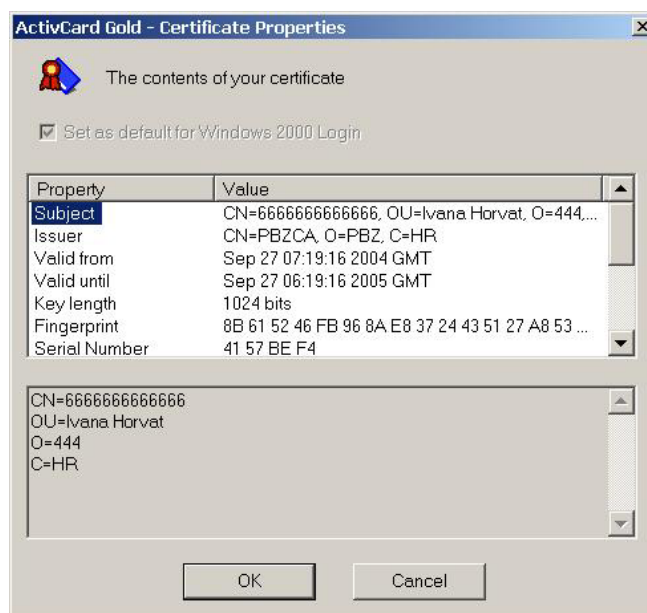 ActivCard Gold - Certificate Properties
The contents of your certificate
Set as default for Windows 2000 Login
Property Value
Subject CN=6666666666666, OU=Ivana Horvat, O=444,...
Issuer CN=PBZCA, O=PBZ, C=HR
Valid from Sep 27 07:19:16 2004 GMT
Valid until Sep 27 06:19:16 2005 GMT
Key length 1024 bits
Fingerprint 8B 61 52 46 FB 96 8A E8 37 24 43 51 27 A8 53 ...
Serial Number 41 57 BE F4
CN=6666666666666
OU=Ivana Horvat
O=444
C=HR
OK Cancel